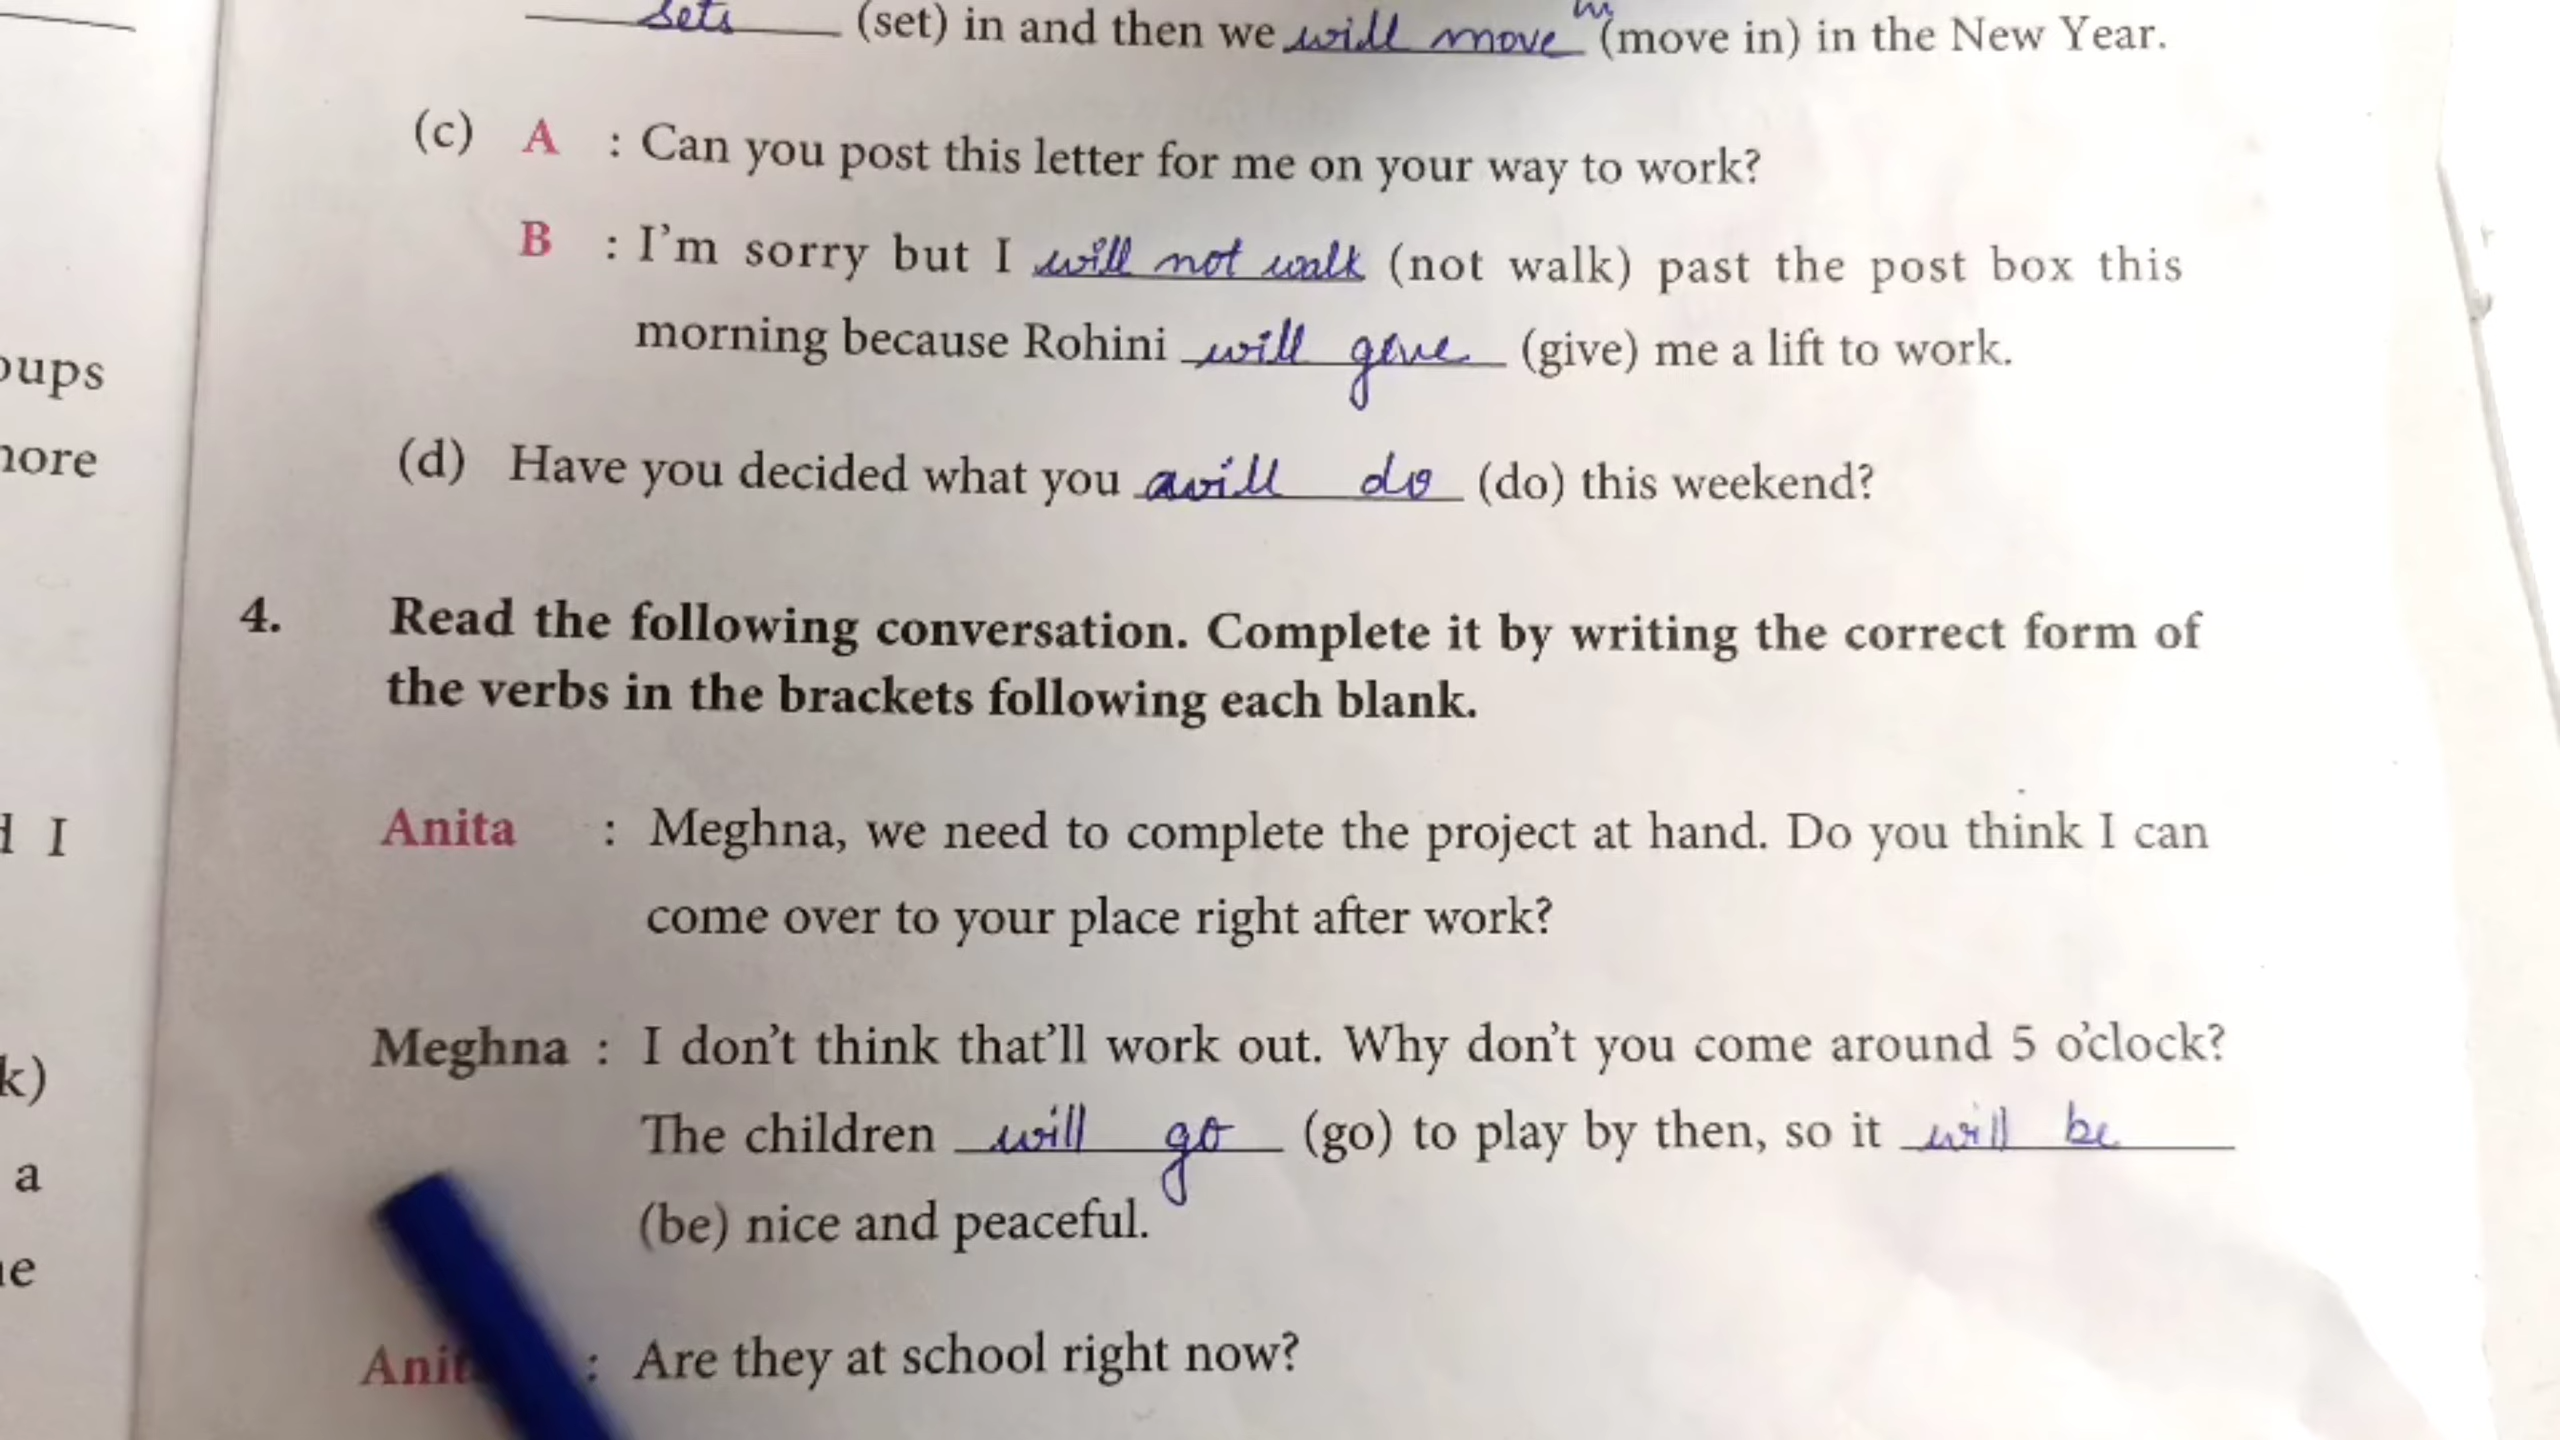 sets (set) in and then we will move in (move in) in the New Year.
(c) A : Can you post this letter for me on your way to work?
B : I'm sorry but I will not walk (not walk) past the post box this
morning because Rohini will give (give) me a lift to work.
oups
(d) Have you decided what you will do (do) this weekend?
nore
4. Read the following conversation. Complete it by writing the correct form of
the verbs in the brackets following each blank.
Anita : Meghna, we need to complete the project at hand. Do you think I can
I
come over to your place right after work?
Meghna : I don't think that'll work out. Why don't you come around 5 o'clock?
k)
The children will go (go) to play by then, so it will be
a
(be) nice and peaceful.
e
Anit : Are they at school right now?